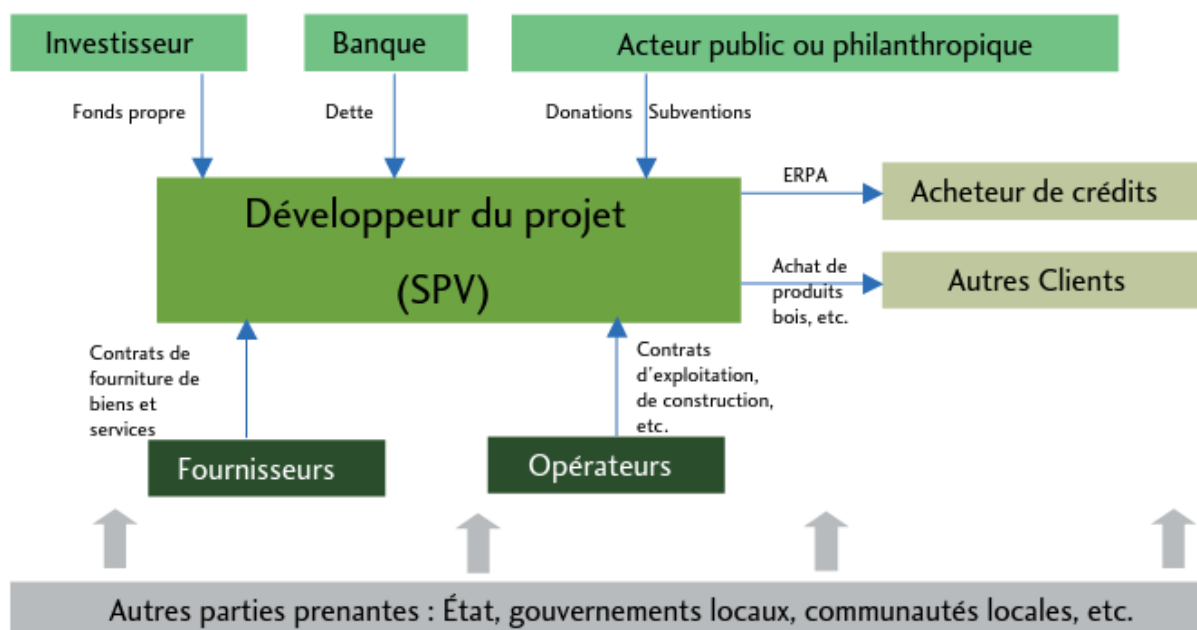 Investisseur
Banque
Acteur public ou philanthropique
Fonds propre
Dette
Donations
Subventions
Développeur du projet
(SPV)
ERPA
Acheteur de crédits
Achat de
produits
bois, etc.
Autres Clients
Contrats de
fourniture de
biens et
services
Contrats
d'exploitation,
de construction,
etc.
Fournisseurs
Opérateurs
Autres parties prenantes : État, gouvernements locaux, communautés locales, etc.